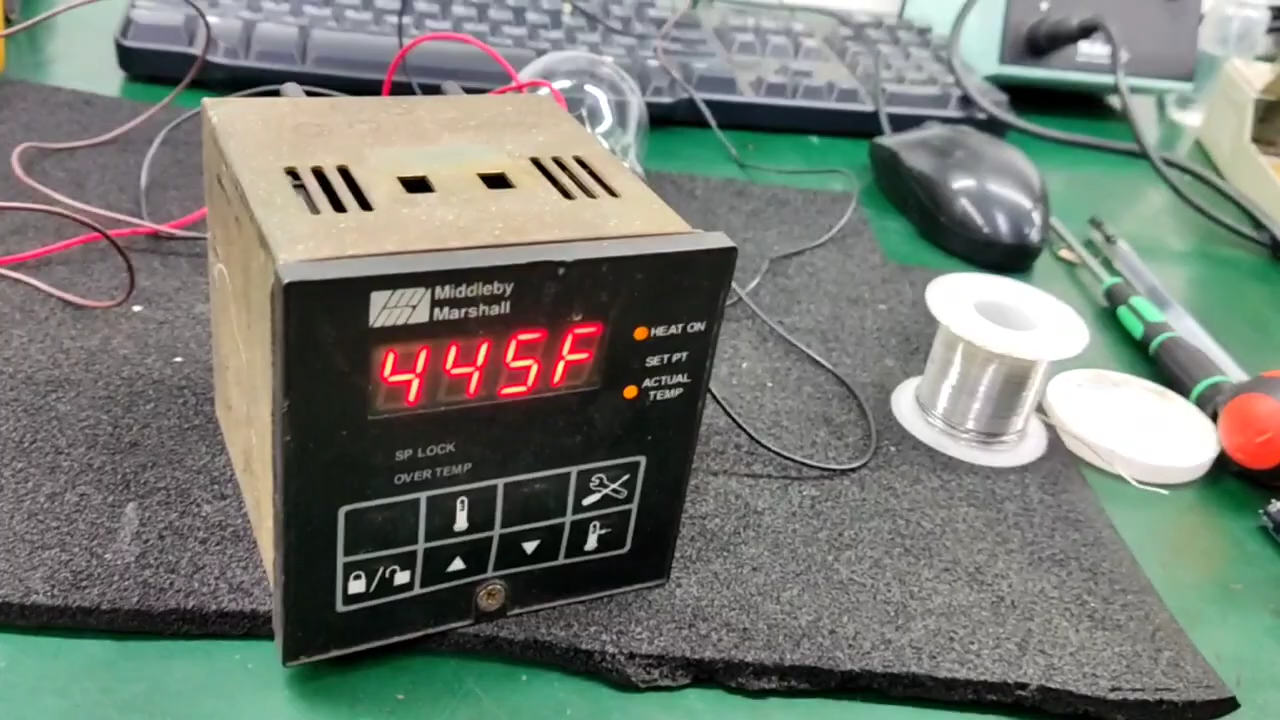 Middleby
Marshall
445F
HEAT ON
SET PT
ACTUAL
TEMP
SP LOCK
OVER TEMP